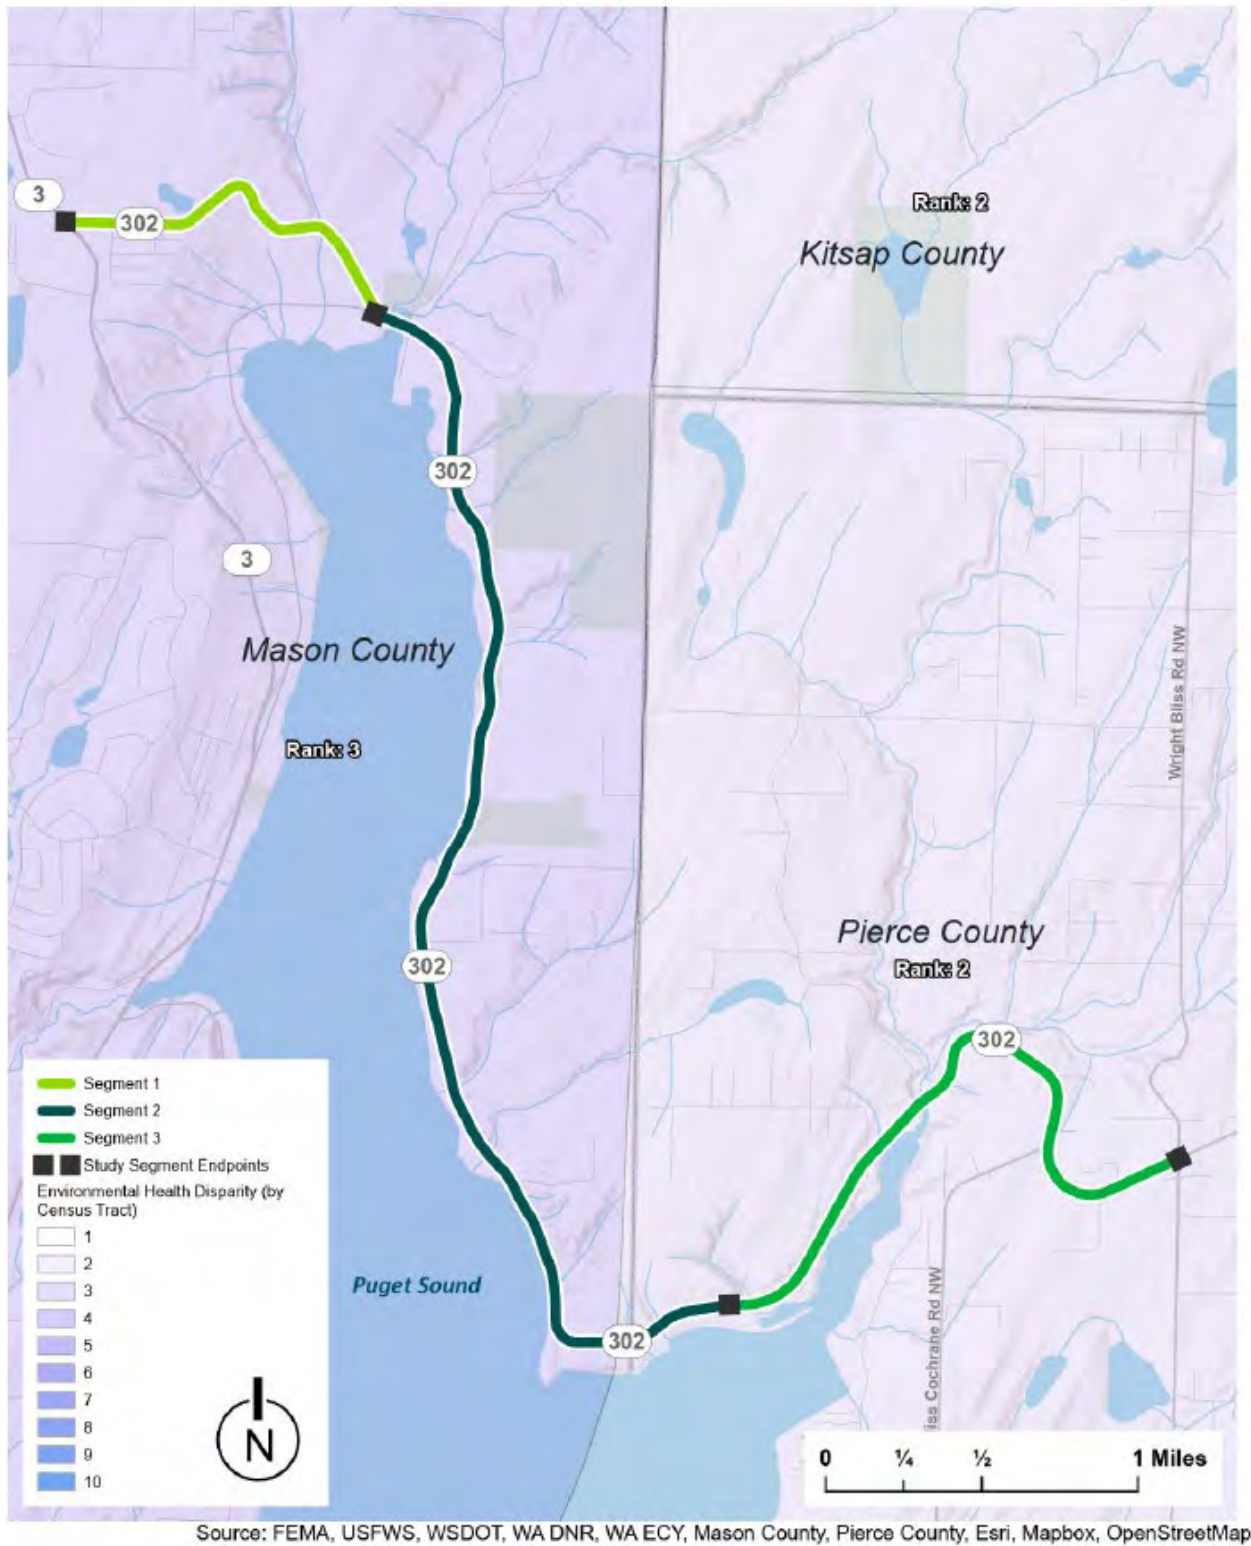 3
302
Rank: 2
Kitsap County
302
3
Mason County
Rank: 3
Wright Bliss Rd NW
Pierce County
Rank: 2
302
302
Segment 1
Segment 2
Segment 3
Study Segment Endpoints
Environmental Health Disparity (by
Census Tract)
1
2
3
4
5
6
7
8
9
10
N
Puget Sound
302
iss Cochrane Rd NW
0 ¼ ½ 1 Miles
Source: FEMA, USFWS, WSDOT, WA DNR, WA ECY, Mason County, Pierce County, Esri, Mapbox, OpenStreetMap